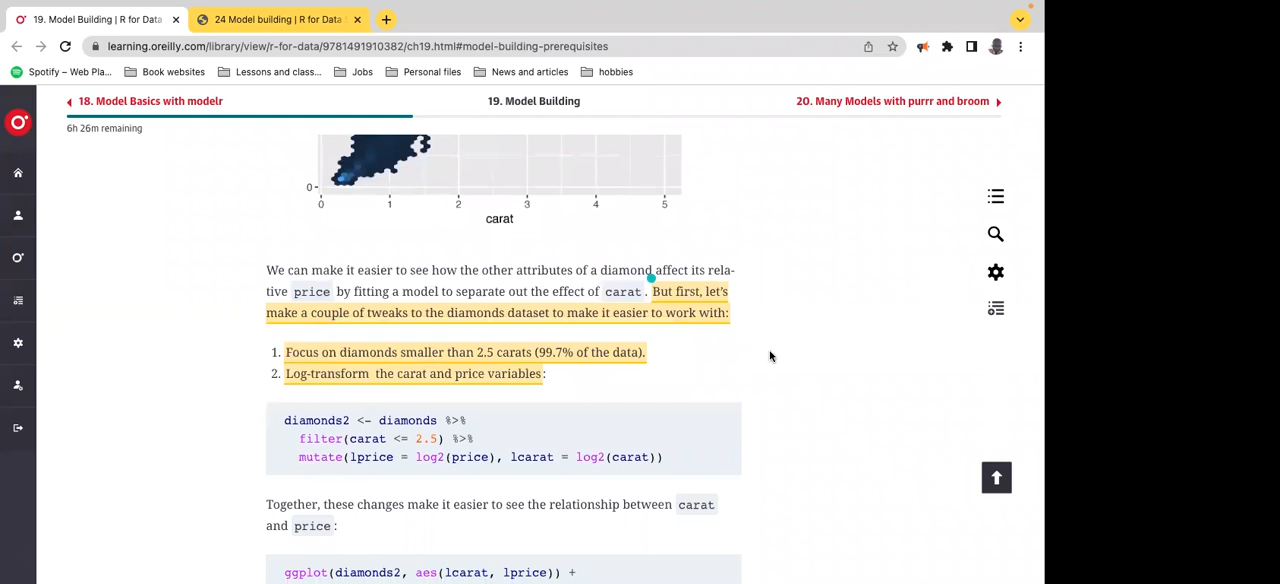 19. Model Building | R for Data
24 Model building | R for Data
learning.oreilly.com/library/view/r-for-data/9781491910382/ch19.html#model-building-prerequisites
Spotify – Web Pla... Book websites Lessons and class... Jobs Personal files News and articles hobbies
18. Model Basics with modelr 19. Model Building 20. Many Models with purrr and broom
6h 26m remaining
0
0 1 2 3 4 5
carat
We can make it easier to see how the other attributes of a diamond affect its rela-
tive price by fitting a model to separate out the effect of carat. But first, let’s
make a couple of tweaks to the diamonds dataset to make it easier to work with:
1. Focus on diamonds smaller than 2.5 carats (99.7% of the data).
2. Log-transform the carat and price variables:
diamonds2 <- diamonds %>%
filter(carat <= 2.5) %>%
mutate(lprice = log2(price), lcarat = log2(carat))
Together, these changes make it easier to see the relationship between carat
and price:
ggplot(diamonds2, aes(lcarat, lprice)) +